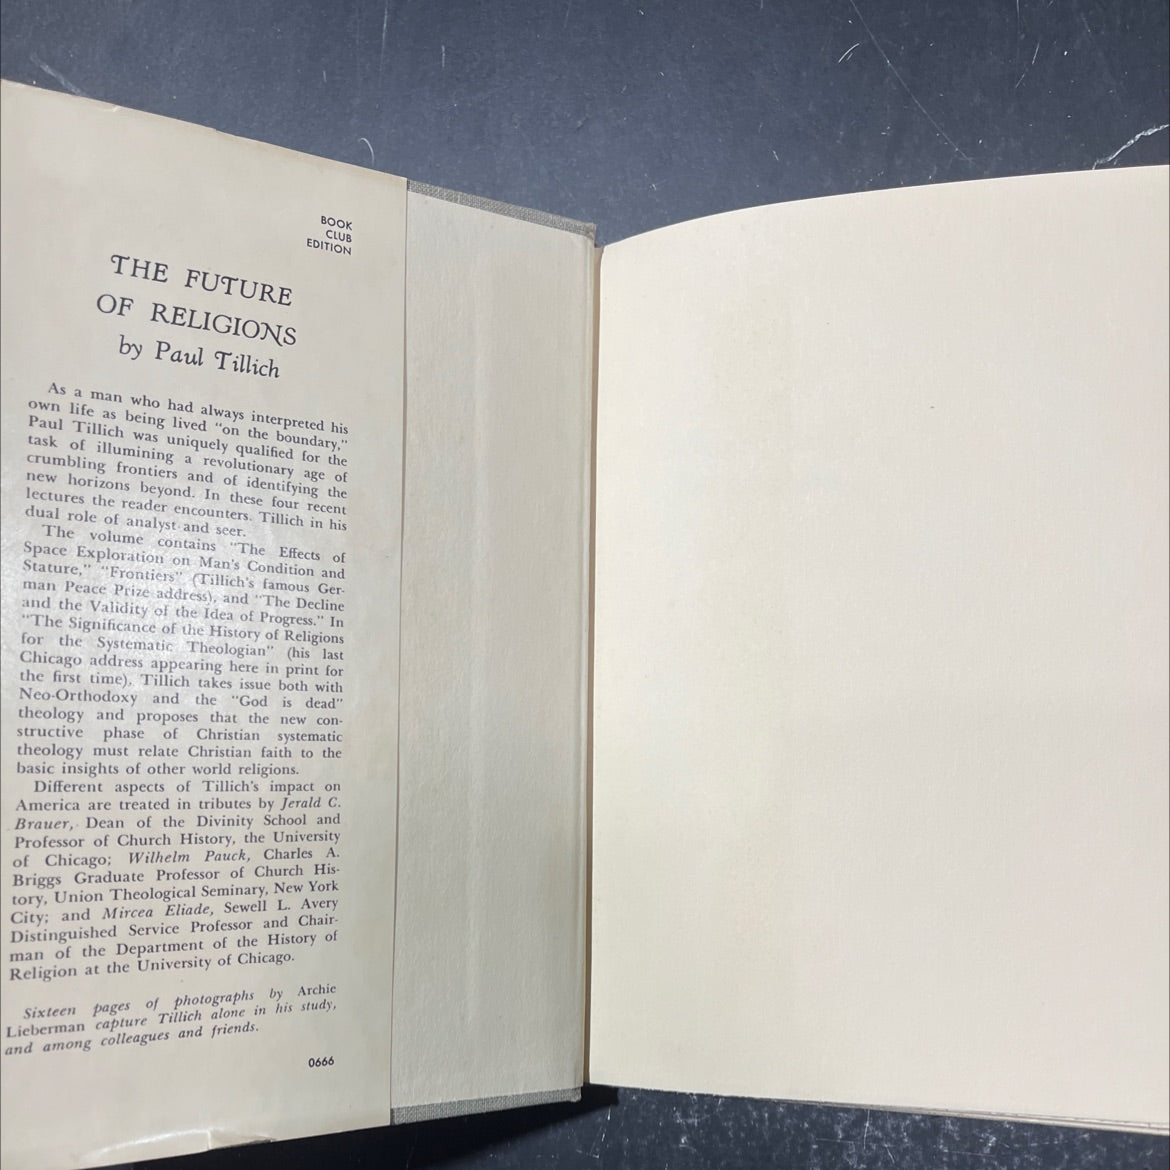 BOOK
CLUB
EDITION
THE FUTURE
OF RELIGIONS
by Paul Tillich
As a man who had always interpreted his
own life as being lived "on the boundary,"
Paul Tillich was uniquely qualified for the
task of illumining a revolutionary age of
crumbling frontiers and of identifying the
new horizons beyond. In these four recent
lectures the reader encounters. Tillich in his
dual role of analyst and seer.
The volume contains "The Effects of
Space Exploration on Man's Condition and
Stature," "Frontiers" (Tillich's famous Ger-
man Peace Prize address), and "The Decline
and the Validity of the Idea of Progress." In
"The Significance of the History of Religions
for the Systematic Theologian" (his last
Chicago address appearing here in print for
the first time), Tillich takes issue both with
Neo-Orthodoxy and the "God is dead"
theology and proposes that the new con-
structive phase of Christian systematic
theology must relate Christian faith to the
basic insights of other world religions.
Different aspects of Tillich's impact on
America are treated in tributes by Jerald C.
Brauer, Dean of the Divinity School and
Professor of Church History, the University
of Chicago; Wilhelm Pauck, Charles A.
Briggs Graduate Professor of Church His-
tory, Union Theological Seminary, New York
City; and Mircea Eliade, Sewell L. Avery
Distinguished Service Professor and Chair-
man of the Department of the History of
Religion at the University of Chicago.
Sixteen pages of photographs by Archie
Lieberman capture Tillich alone in his study,
and among colleagues and friends.
0666